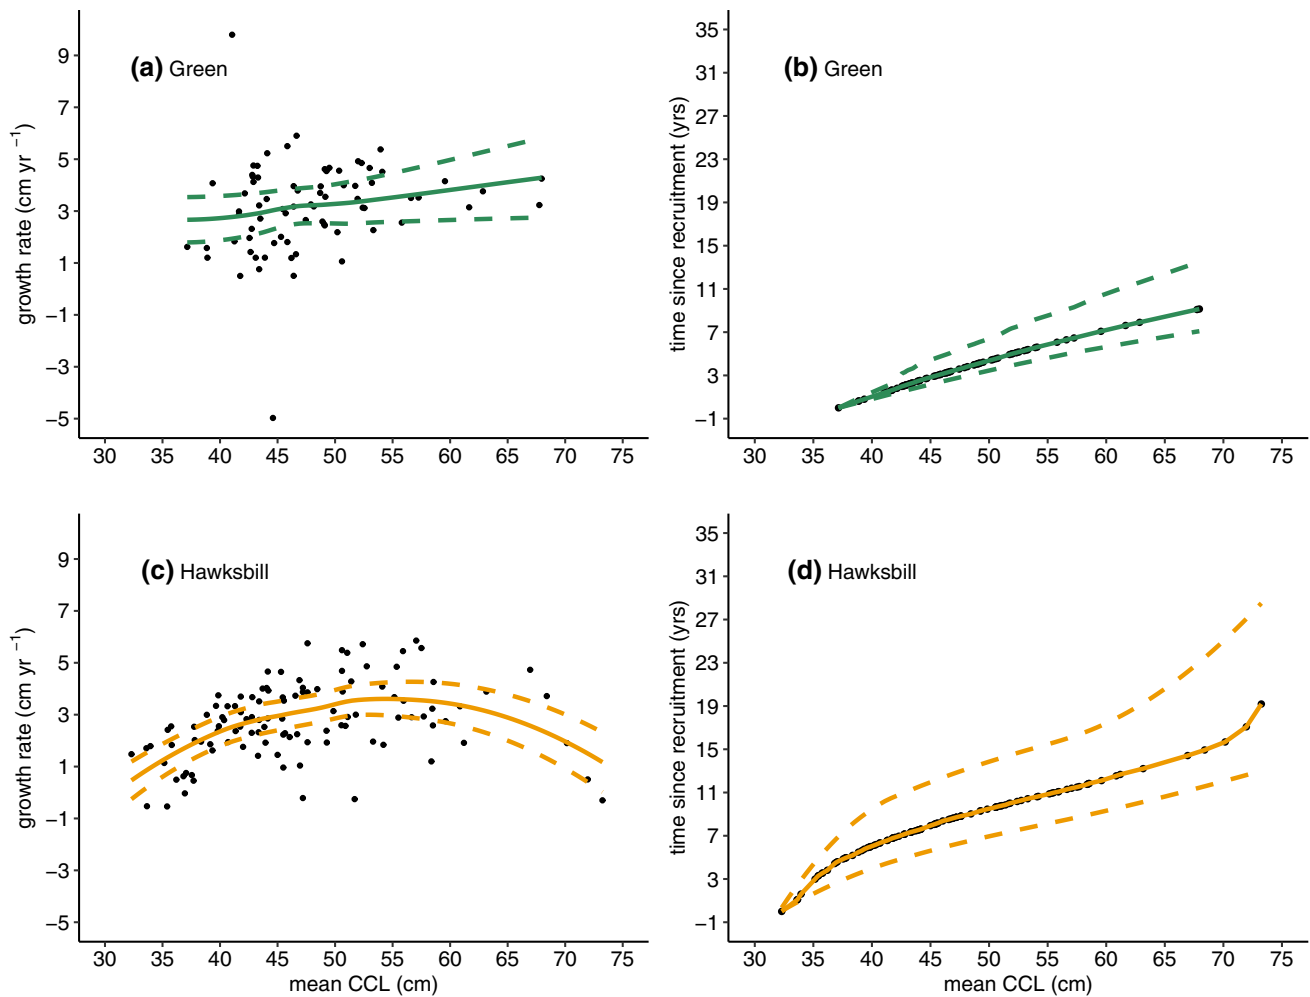 (a) Green
growth rate (cm yr −1)
9
7
5
3
1
−1
−3
−5
30 35 40 45 50 55 60 65 70 75
(b) Green
time since recruitment (yrs)
35
31
27
23
19
15
11
7
3
−1
30 35 40 45 50 55 60 65 70 75
(c) Hawksbill
growth rate (cm yr −1)
9
7
5
3
1
−1
−3
−5
30 35 40 45 50 55 60 65 70 75
mean CCL (cm)
(d) Hawksbill
time since recruitment (yrs)
35
31
27
23
19
15
11
7
3
−1
30 35 40 45 50 55 60 65 70 75
mean CCL (cm)